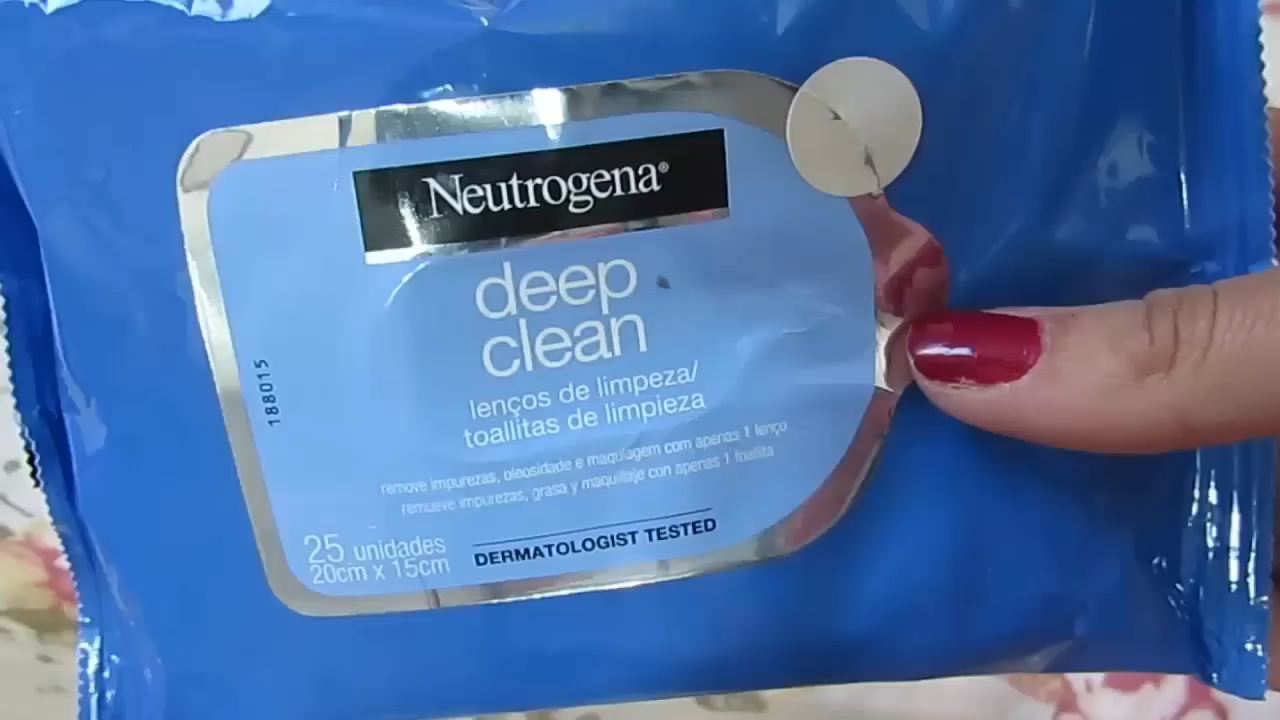 Neutrogena®
deep
clean
lenços de limpeza/
toallitas de limpieza
remove impurezas, oleosidade e maquiagem com apenas 1 lenço
remueve impurezas, grasa y maquillaje con apenas 1 toallita
25 unidades
20cm x 15cm
DERMATOLOGIST TESTED
188015